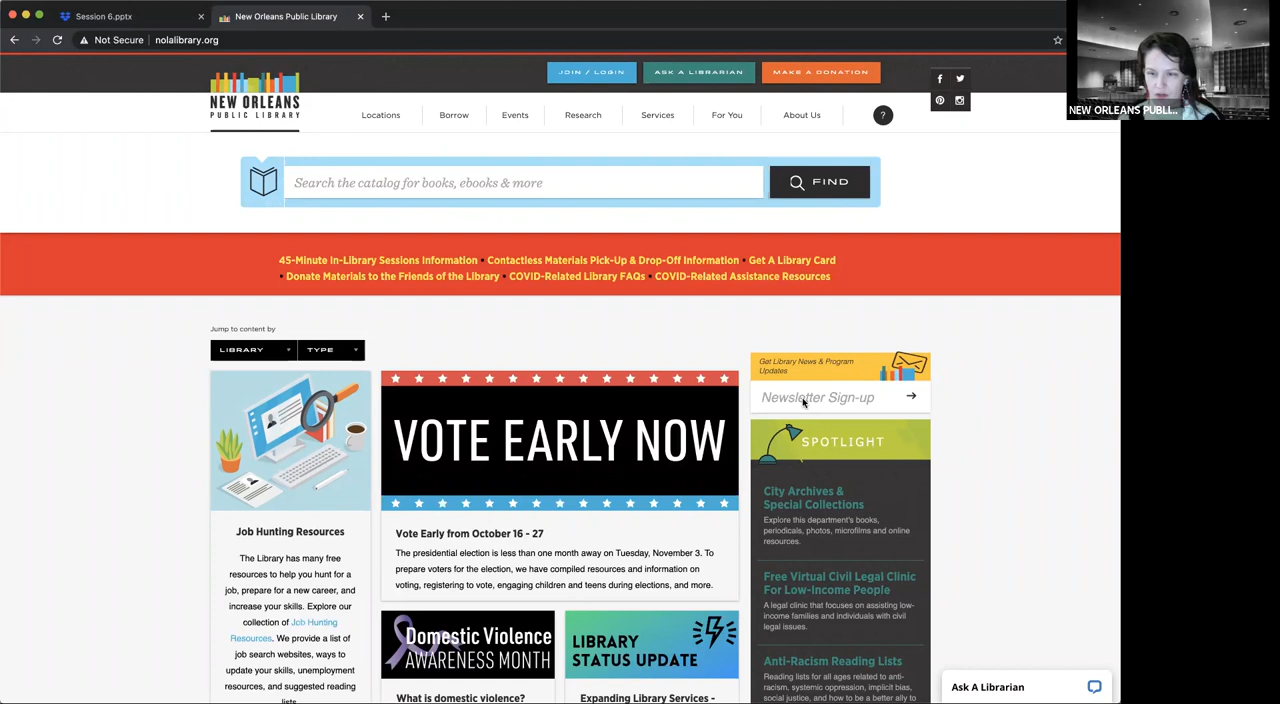 Session 6.pptx
New Orleans Public Library
Not Secure
nolalibrary.org
NEW ORLEANS PUBLI...
JOIN / LOGIN
ASK A LIBRARIAN
MAKE A DONATION
NEW ORLEANS
PUBLIC LIBRARY
Locations
Borrow
Events
Research
Services
For You
About Us
?
Search the catalog for books, ebooks & more
FIND
45-Minute In-Library Sessions Information • Contactless Materials Pick-Up & Drop-Off Information • Get A Library Card
• Donate Materials to the Friends of the Library • COVID-Related Library FAQs • COVID-Related Assistance Resources
Jump to content by
LIBRARY
TYPE
Job Hunting Resources
The Library has many free
resources to help you hunt for a
job, prepare for a new career, and
increase your skills. Explore our
collection of Job Hunting
Resources. We provide a list of
job search websites, ways to
update your skills, unemployment
resources, and suggested reading
lists.
VOTE EARLY NOW
Vote Early from October 16 - 27
The presidential election is less than one month away on Tuesday, November 3. To
prepare voters for the election, we have compiled resources and information on
voting, registering to vote, engaging children and teens during elections, and more.
Domestic Violence
AWARENESS MONTH
What is domestic violence?
LIBRARY
STATUS UPDATE
Expanding Library Services -
Get Library News & Program
Updates
Newsletter Sign-up
SPOTLIGHT
City Archives &
Special Collections
Explore this department's books,
periodicals, photos, microfilms and online
resources.
Free Virtual Civil Legal Clinic
For Low-Income People
A legal clinic that focuses on assisting low-
income families and individuals with civil
legal issues.
Anti-Racism Reading Lists
Reading lists for all ages related to anti-
racism, systemic oppression, implicit bias,
social justice, and how to be a better ally to
Ask A Librarian